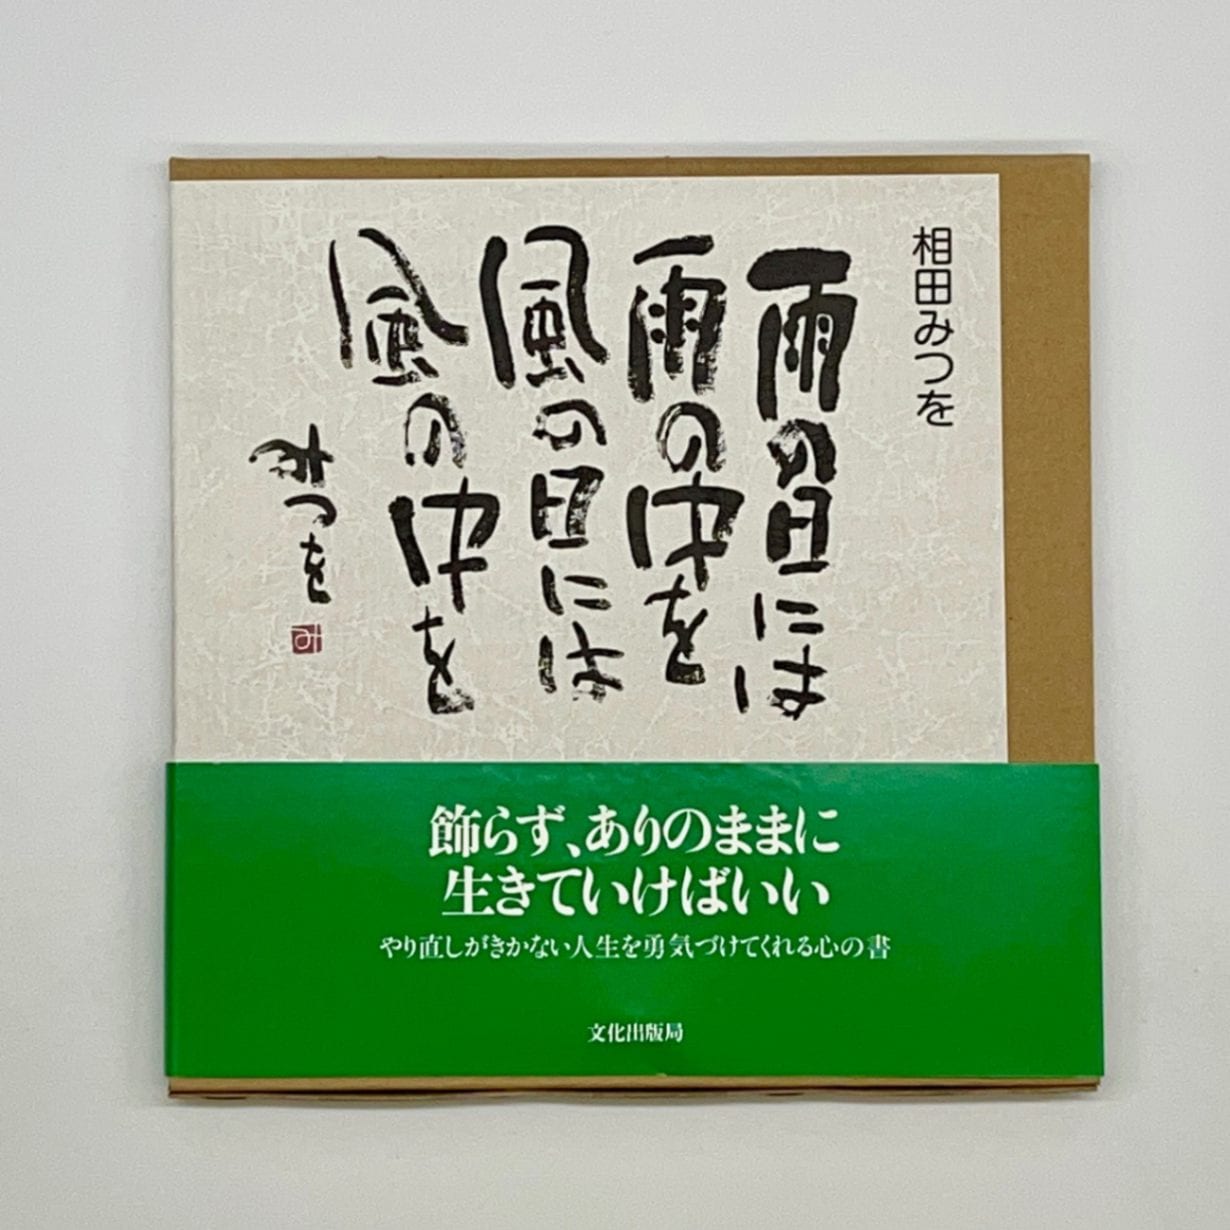 相田みつを
雨の日には
雨の中を
風の日には
風の中を
みつを
み
飾らず、ありのままに
生きていけばいい
やり直しがきかない人生を勇気づけてくれる心の書
文化出版局